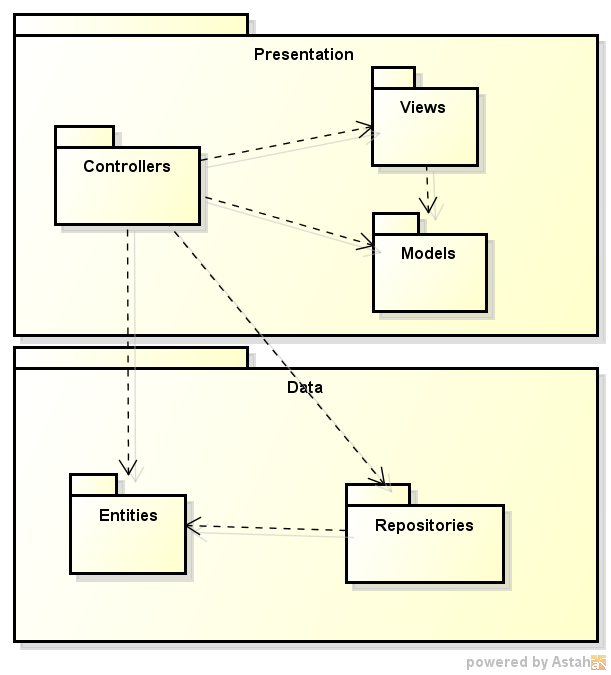 Presentation
Views
Controllers
Models
Data
Entities
Repositories
powered by Astah